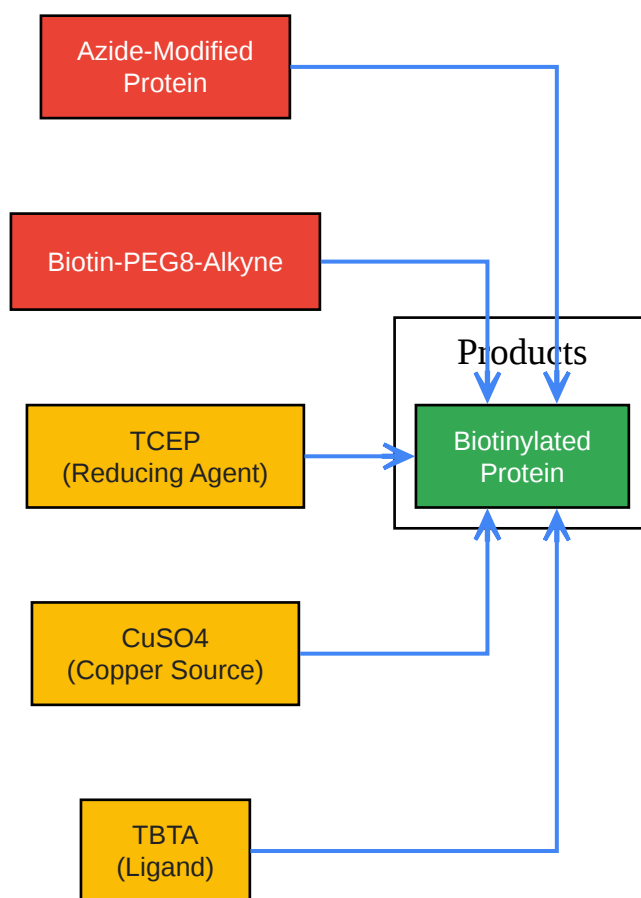 Azide-Modified
Protein
Biotin-PEG8-Alkyne
Products
TCEP
(Reducing Agent)
Biotinylated
Protein
CuSO4
(Copper Source)
TBTA
(Ligand)